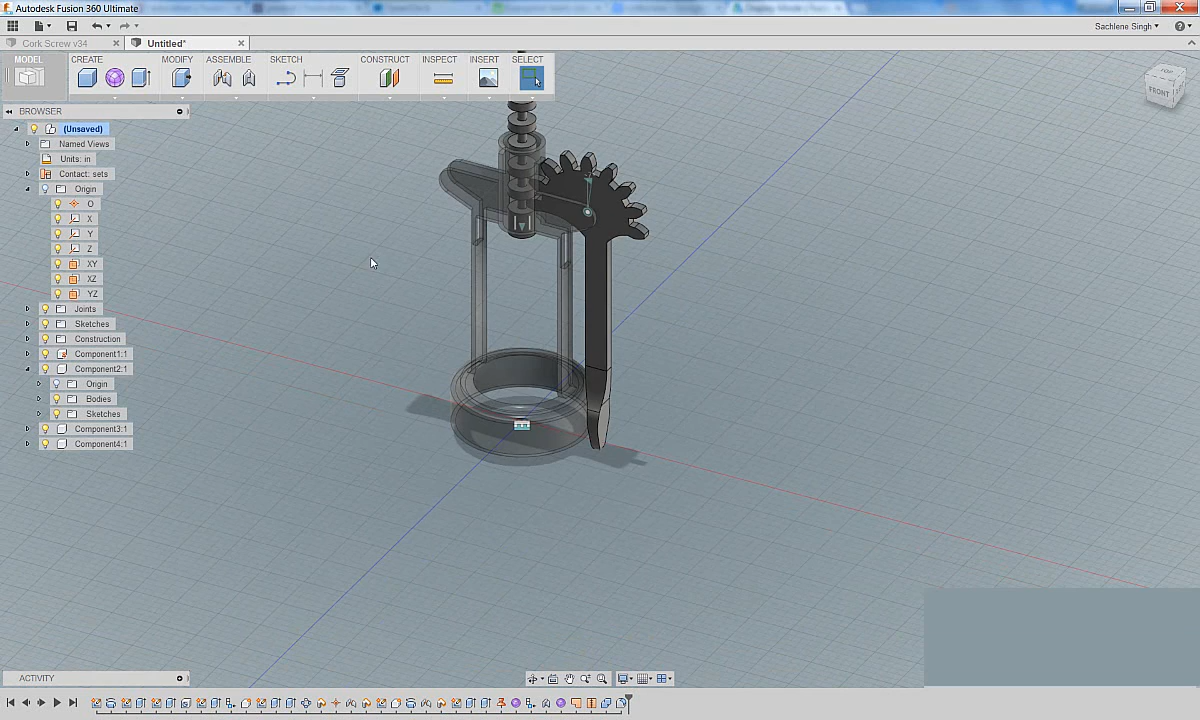 Autodesk Fusion 360 Ultimate
Sachlene Singh
Cork Screw v34
Untitled*
MODEL
CREATE
MODIFY
ASSEMBLE
SKETCH
CONSTRUCT
INSPECT
INSERT
SELECT
TOP
FRONT
BROWSER
(Unsaved)
Named Views
Units: in
Contact: sets
Origin
O
X
Y
Z
XY
XZ
YZ
Joints
Sketches
Construction
Component1:1
Component2:1
Origin
Bodies
Sketches
Component3:1
Component4:1
ACTIVITY